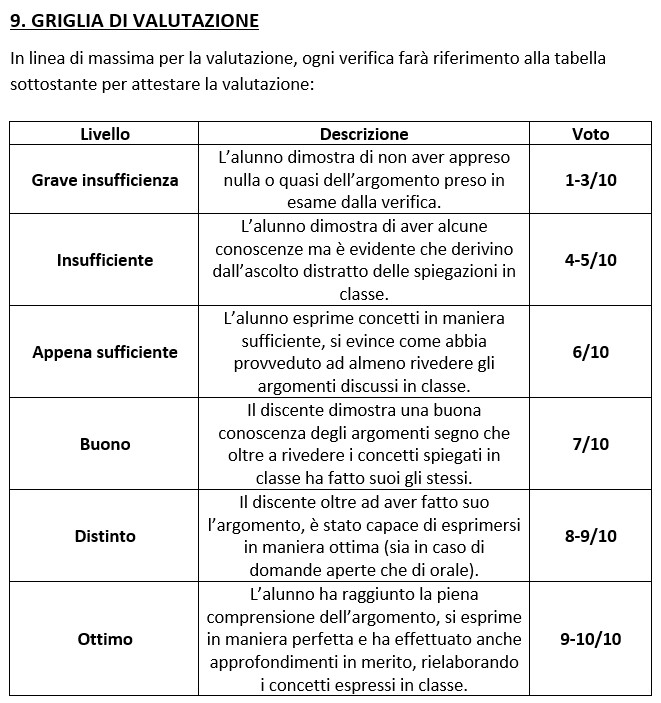 9. GRIGLIA DI VALUTAZIONE
In linea di massima per la valutazione, ogni verifica farà riferimento alla tabella
sottostante per attestare la valutazione:
Livello Descrizione Voto
Grave insufficienza
L’alunno dimostra di non aver appreso
nulla o quasi dell’argomento preso in
esame dalla verifica.
1-3/10
Insufficiente
L’alunno dimostra di aver alcune
conoscenze ma è evidente che derivino
dall’ascolto distratto delle spiegazioni in
classe.
4-5/10
Appena sufficiente
L’alunno esprime concetti in maniera
sufficiente, si evince come abbia
provveduto ad almeno rivedere gli
argomenti discussi in classe.
6/10
Buono
Il discente dimostra una buona
conoscenza degli argomenti segno che
oltre a rivedere i concetti spiegati in
classe ha fatto suoi gli stessi.
7/10
Distinto
Il discente oltre ad aver fatto suo
l’argomento, è stato capace di esprimersi
in maniera ottima (sia in caso di
domande aperte che di orale).
8-9/10
Ottimo
L’alunno ha raggiunto la piena
comprensione dell’argomento, si esprime
in maniera perfetta e ha effettuato anche
approfondimenti in merito, rielaborando
i concetti espressi in classe.
9-10/10